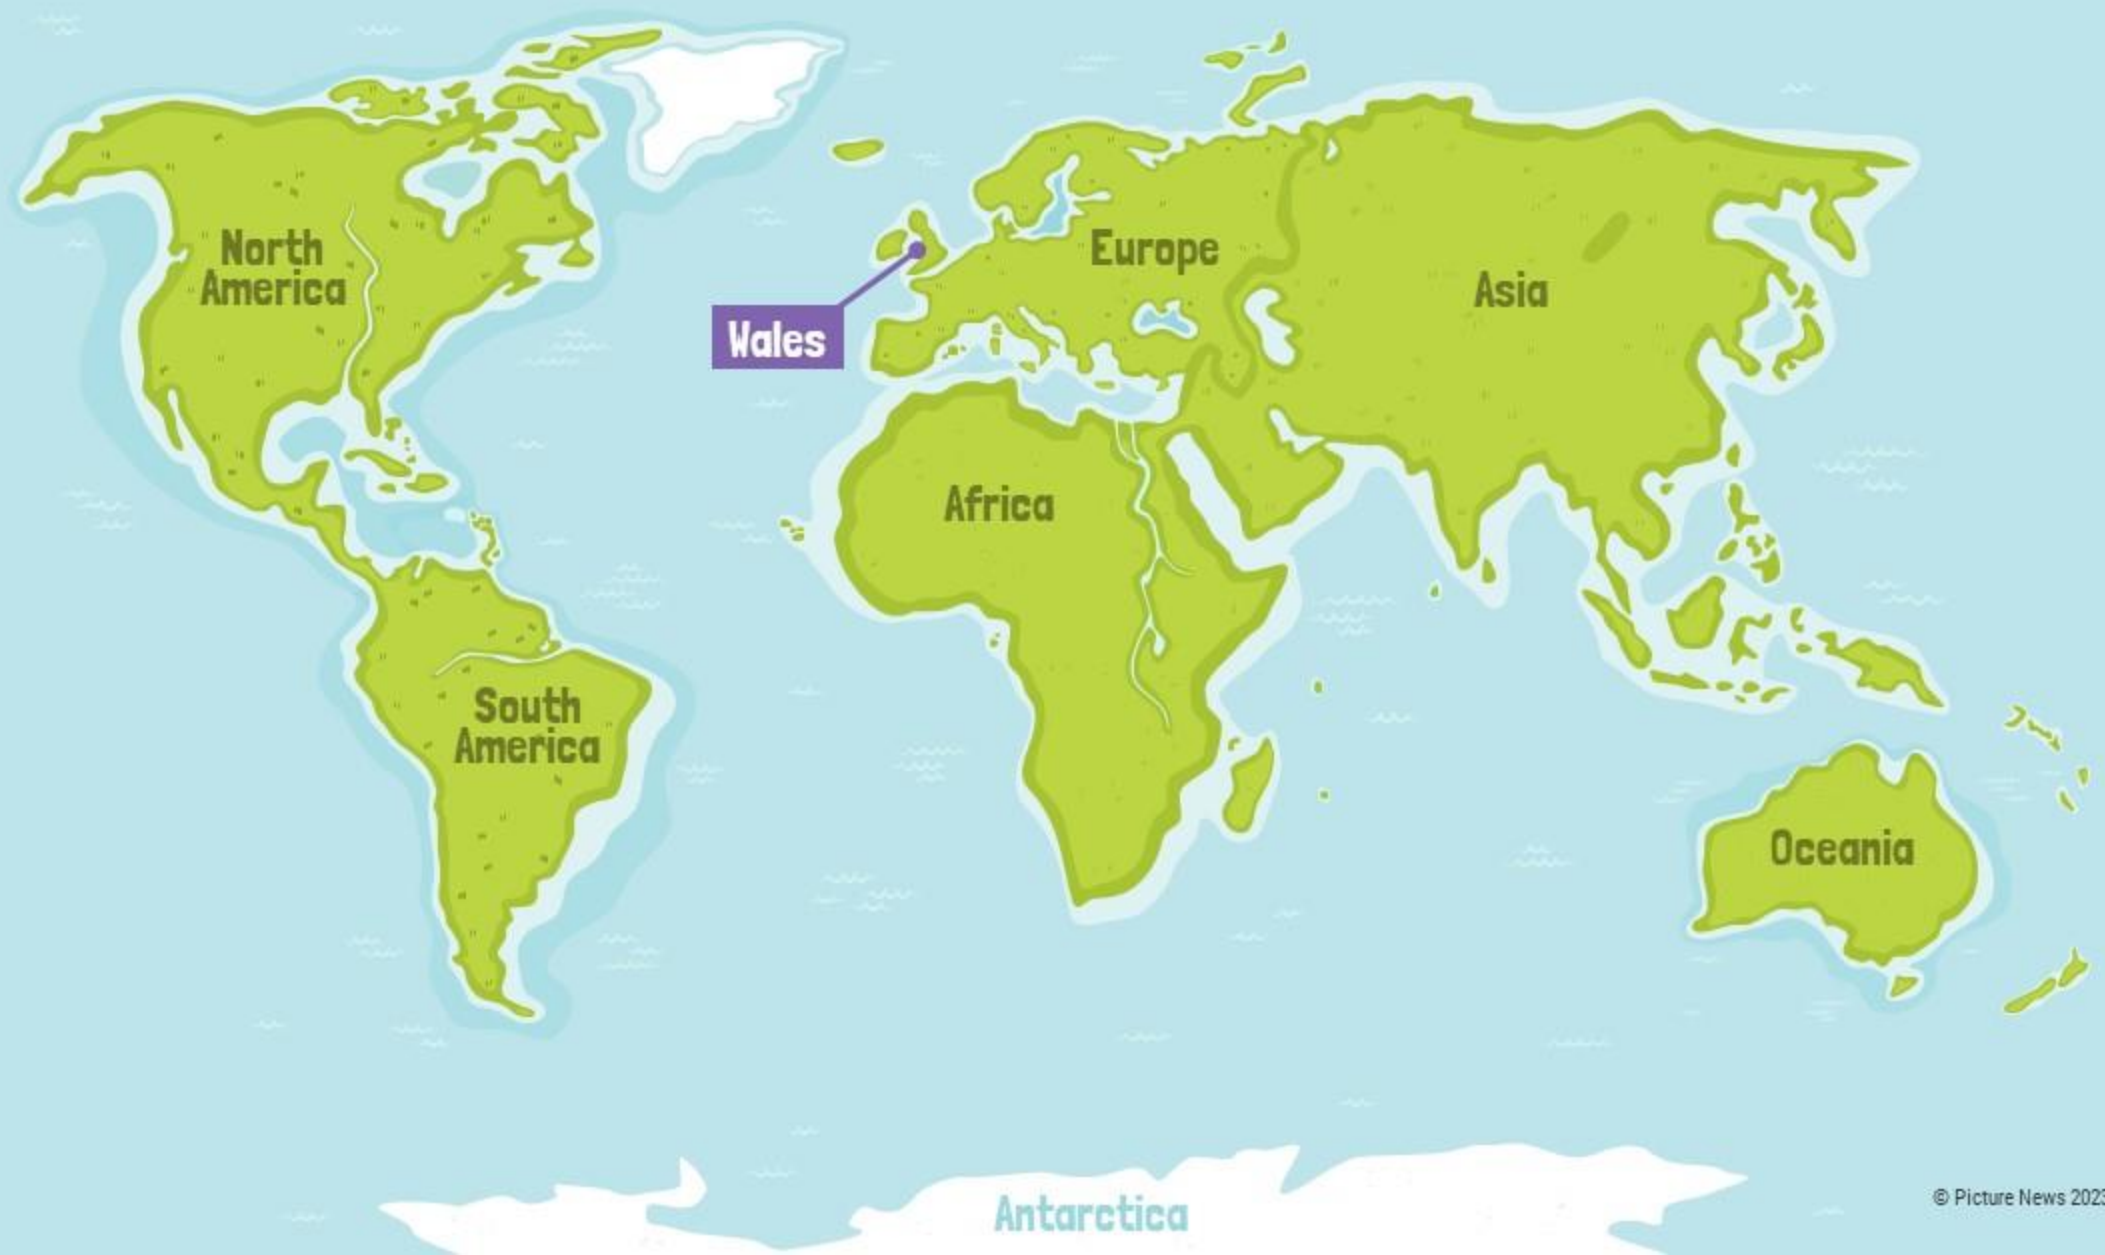 North
America
Europe
Asia
Wales
Africa
South
America
Oceania
Antarctica
© Picture News 2023